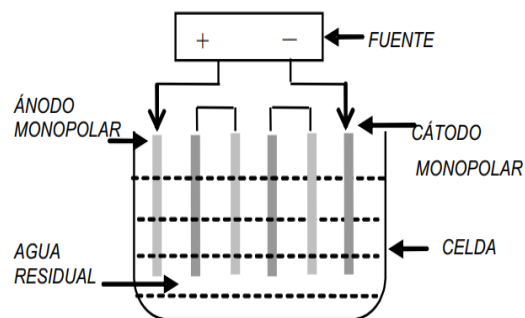 +
−
FUENTE
ÁNODO
MONOPOLAR
CÁTODO
MONOPOLAR
AGUA
RESIDUAL
CELDA